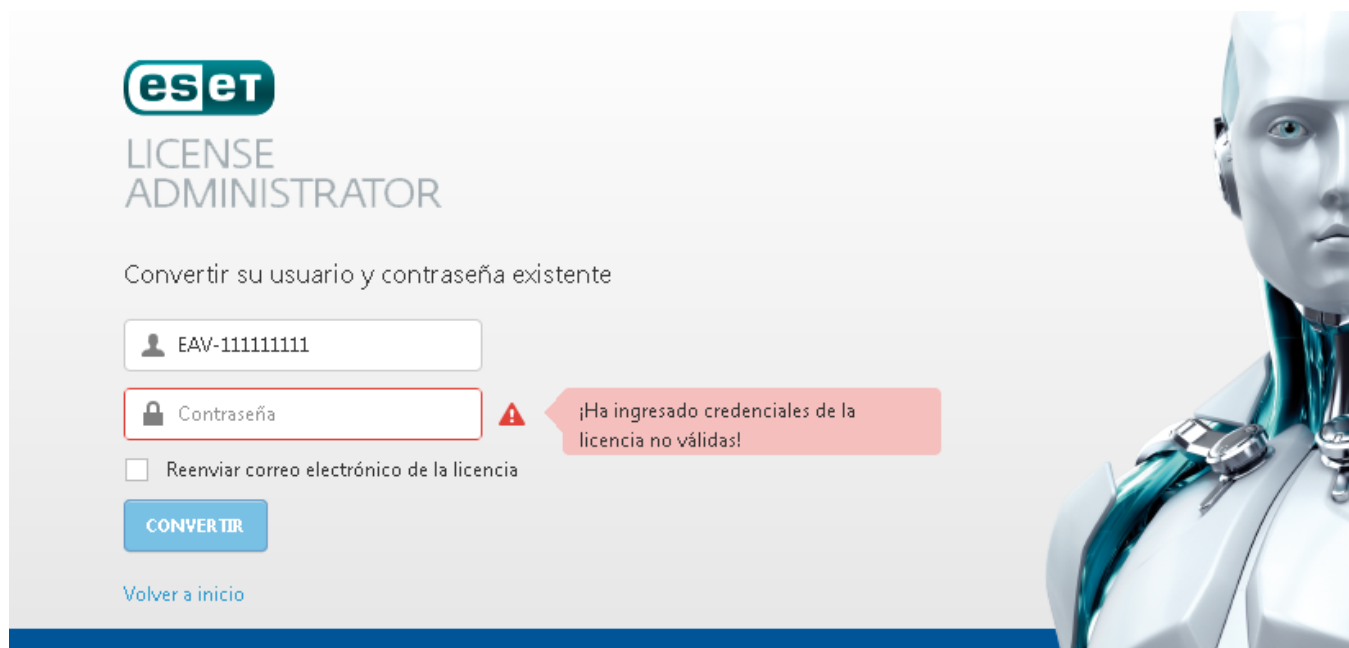 eset
LICENSE
ADMINISTRATOR
Convertir su usuario y contraseña existente
EAV-111111111
Contraseña
¡Ha ingresado credenciales de la
licencia no válidas!
Reenviar correo electrónico de la licencia
CONVERTIR
Volver a inicio